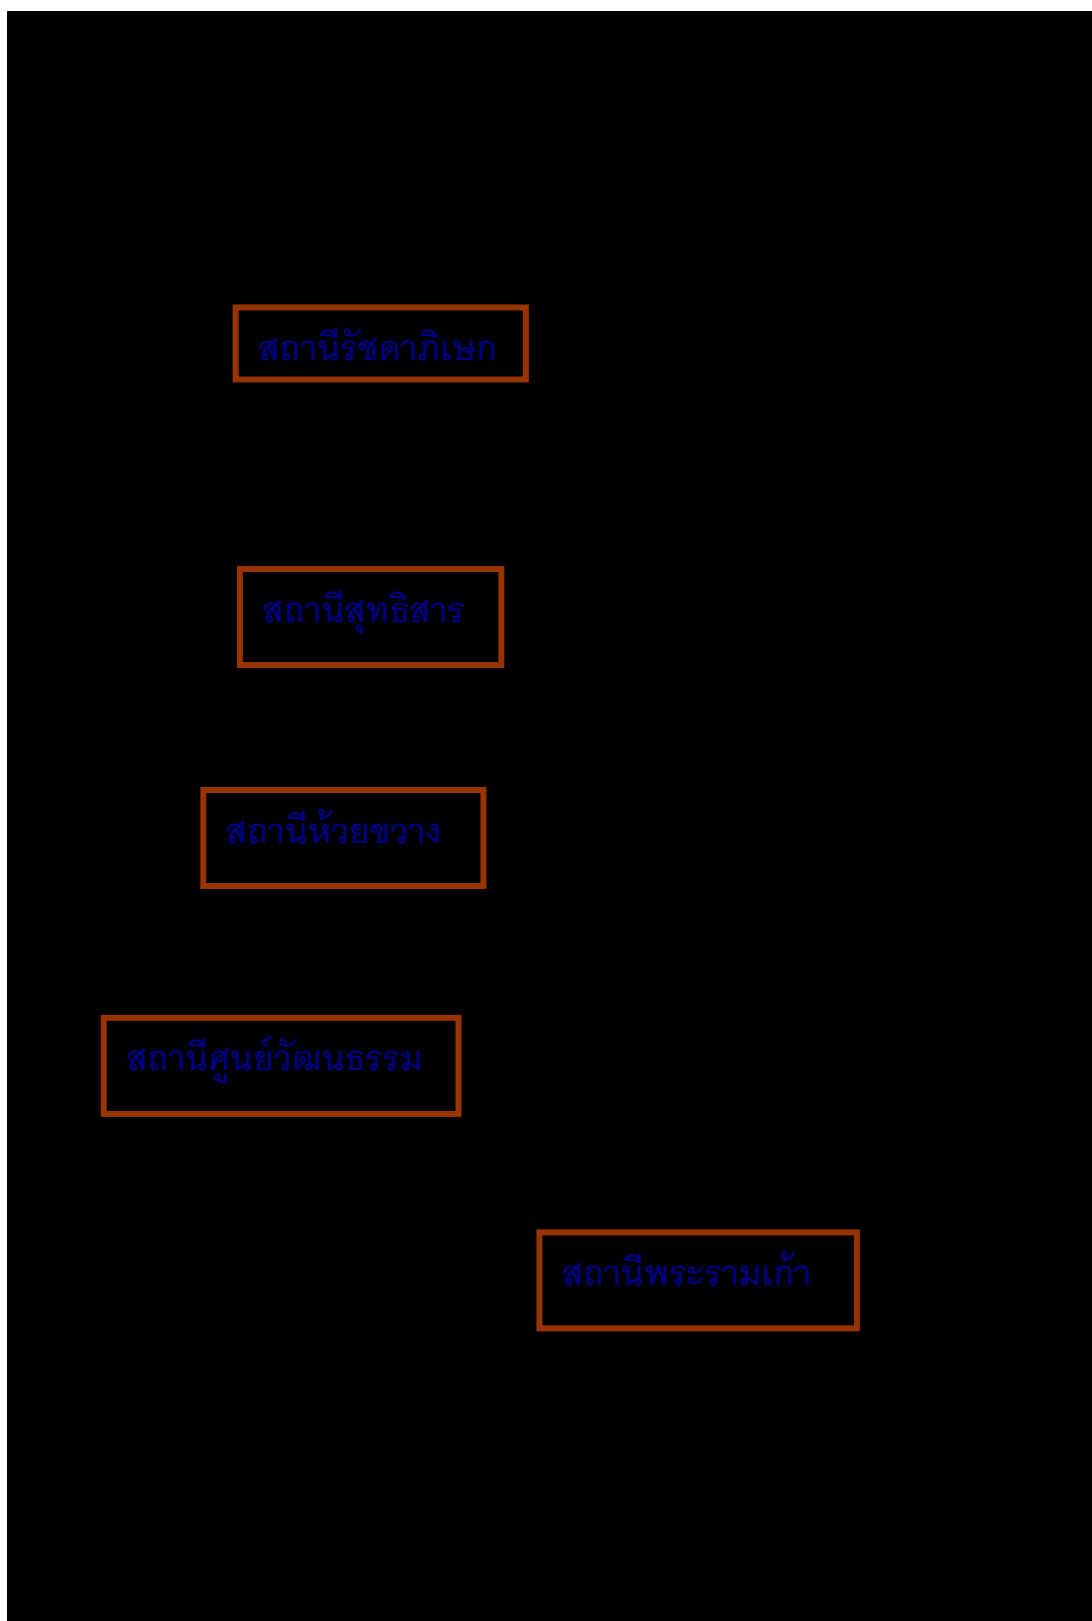 สถานีรัชดาภิเษก
สถานีสุทธิสาร
สถานีห้วยขวาง
สถานีศูนย์วัฒนธรรม
สถานีพระรามเก้า